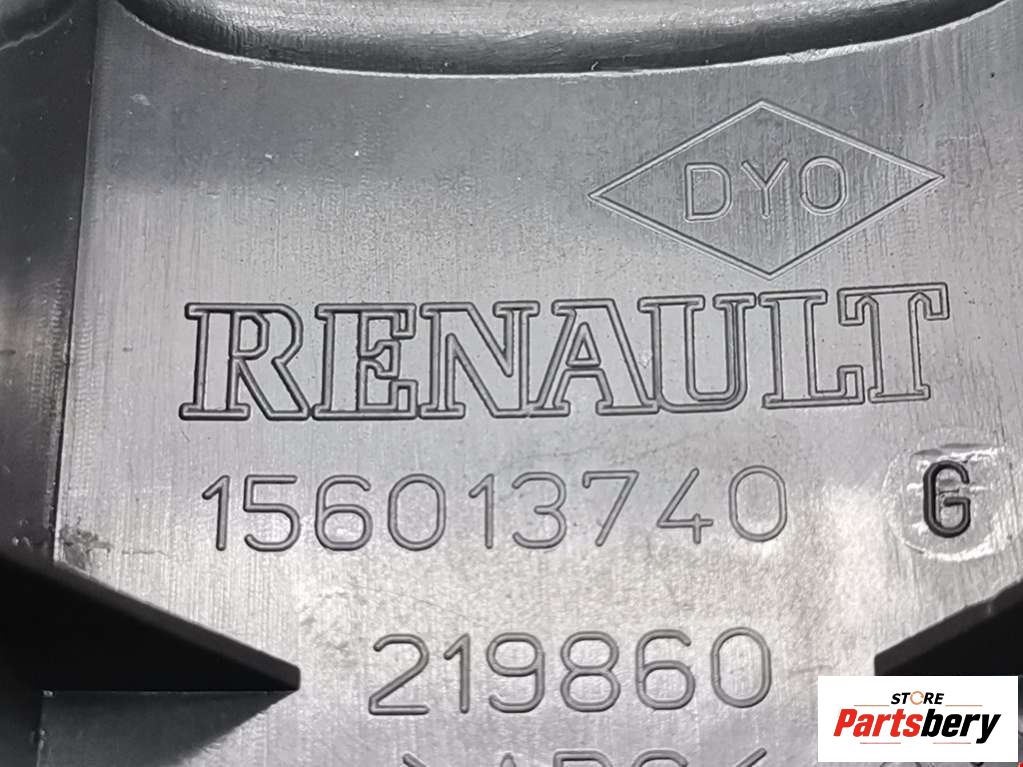 DYO
RENAULT
156013740 G
219860
STORE
Partsbery